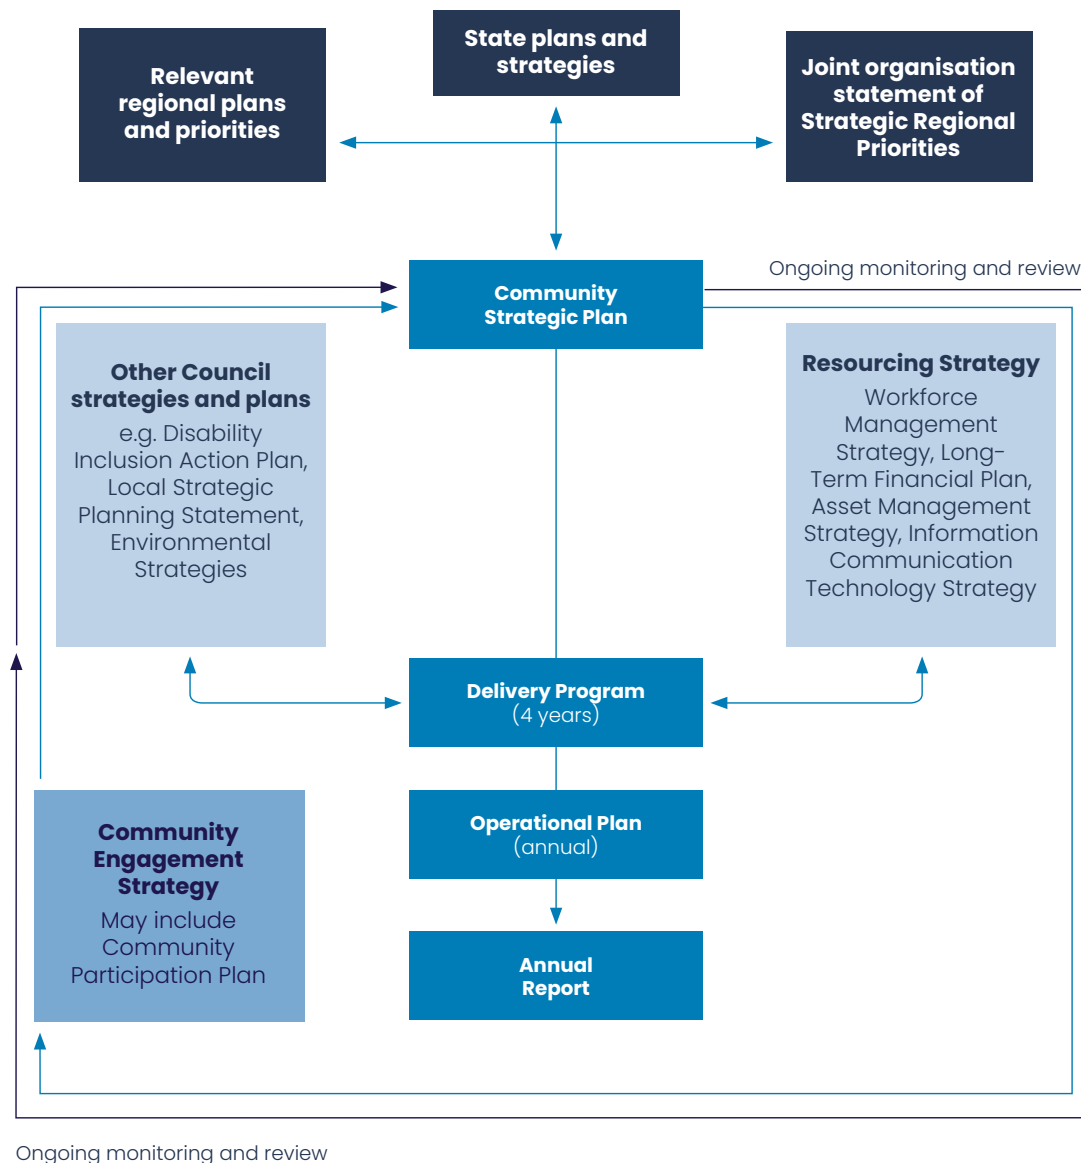 Relevant
regional plans
and priorities
State plans and
strategies
Joint organisation
statement of
Strategic Regional
Priorities
Ongoing monitoring and review
Community
Strategic Plan
Other Council
strategies and plans
e.g. Disability
Inclusion Action Plan,
Local Strategic
Planning Statement,
Environmental
Strategies
Resourcing Strategy
Workforce
Management
Strategy, Long-
Term Financial Plan,
Asset Management
Strategy, Information
Communication
Technology Strategy
Delivery Program
(4 years)
Community
Engagement
Strategy
May include
Community
Participation Plan
Operational Plan
(annual)
Annual
Report
Ongoing monitoring and review